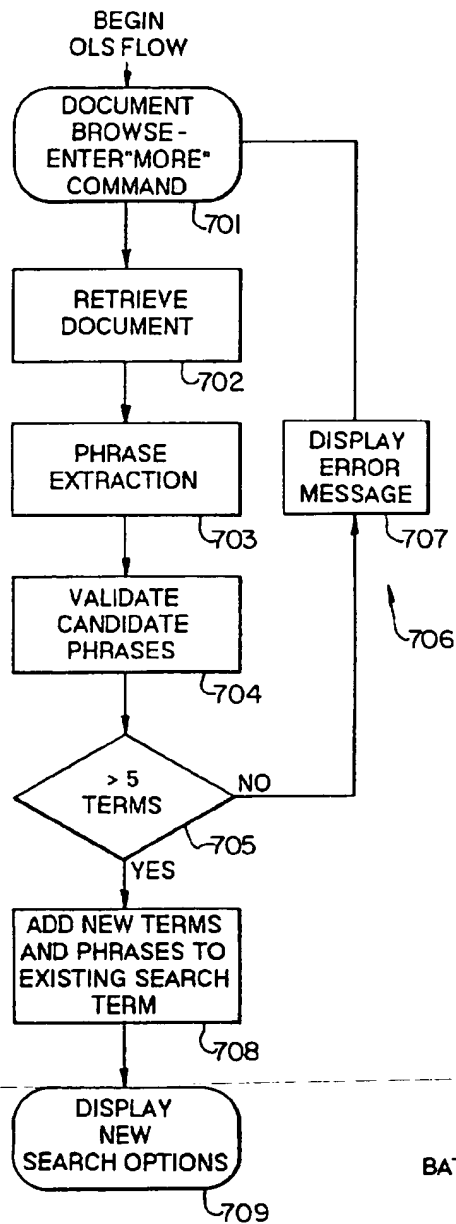 BEGIN
OLS FLOW
DOCUMENT
BROWSE-
ENTER"MORE"
COMMAND
701
RETRIEVE
DOCUMENT
702
PHRASE
EXTRACTION
703
VALIDATE
CANDIDATE
PHRASES
704
> 5
TERMS
705
NO
YES
DISPLAY
ERROR
MESSAGE
707
706
ADD NEW TERMS
AND PHRASES TO
EXISTING SEARCH
TERM
708
DISPLAY
NEW
SEARCH OPTIONS
709
BAT